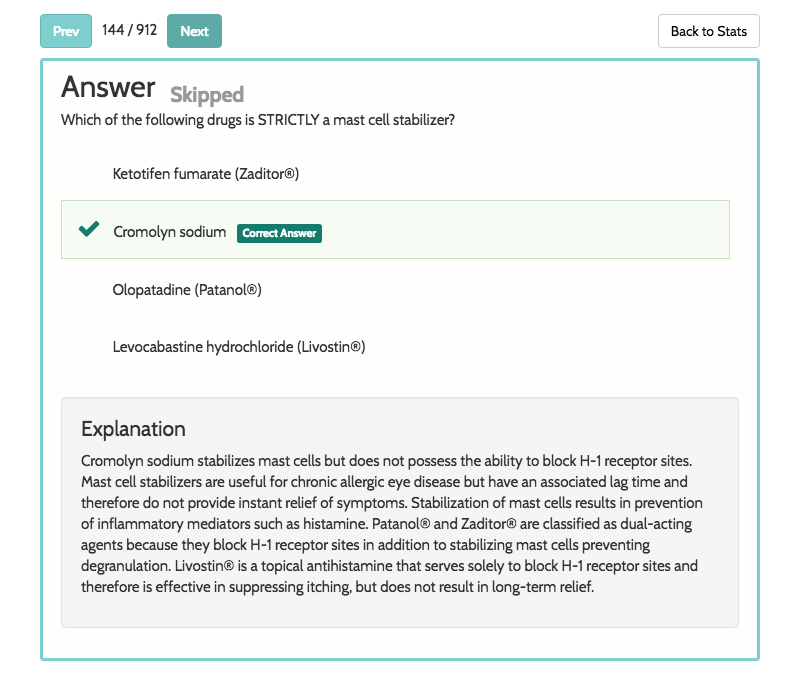 Prev 144 / 912 Next Back to Stats
Answer Skipped
Which of the following drugs is STRICTLY a mast cell stabilizer?
Ketotifen fumarate (Zaditor®)
Cromolyn sodium Correct Answer
Olopatadine (Patanol®)
Levocabastine hydrochloride (Livostin®)
Explanation
Cromolyn sodium stabilizes mast cells but does not possess the ability to block H-1 receptor sites.
Mast cell stabilizers are useful for chronic allergic eye disease but have an associated lag time and
therefore do not provide instant relief of symptoms. Stabilization of mast cells results in prevention
of inflammatory mediators such as histamine. Patanol® and Zaditor® are classified as dual-acting
agents because they block H-1 receptor sites in addition to stabilizing mast cells preventing
degranulation. Livostin® is a topical antihistamine that serves solely to block H-1 receptor sites and
therefore is effective in suppressing itching, but does not result in long-term relief.